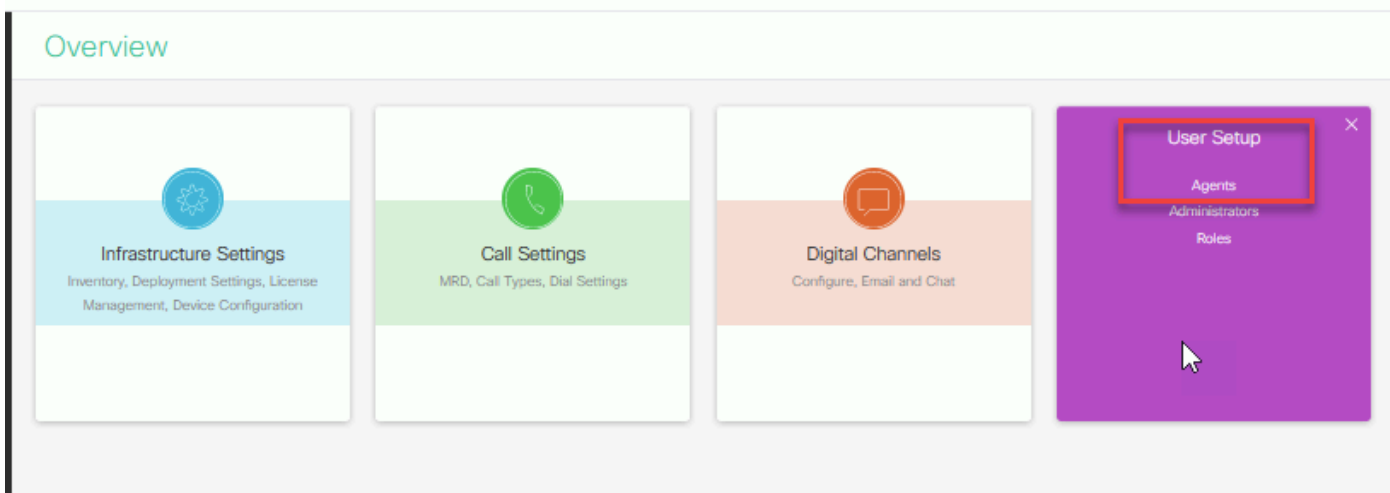 Overview
Infrastructure Settings
Inventory, Deployment Settings, License
Management, Device Configuration
Call Settings
MRD, Call Types, Dial Settings
Digital Channels
Configure, Email and Chat
User Setup
Agents
Administrators
Roles